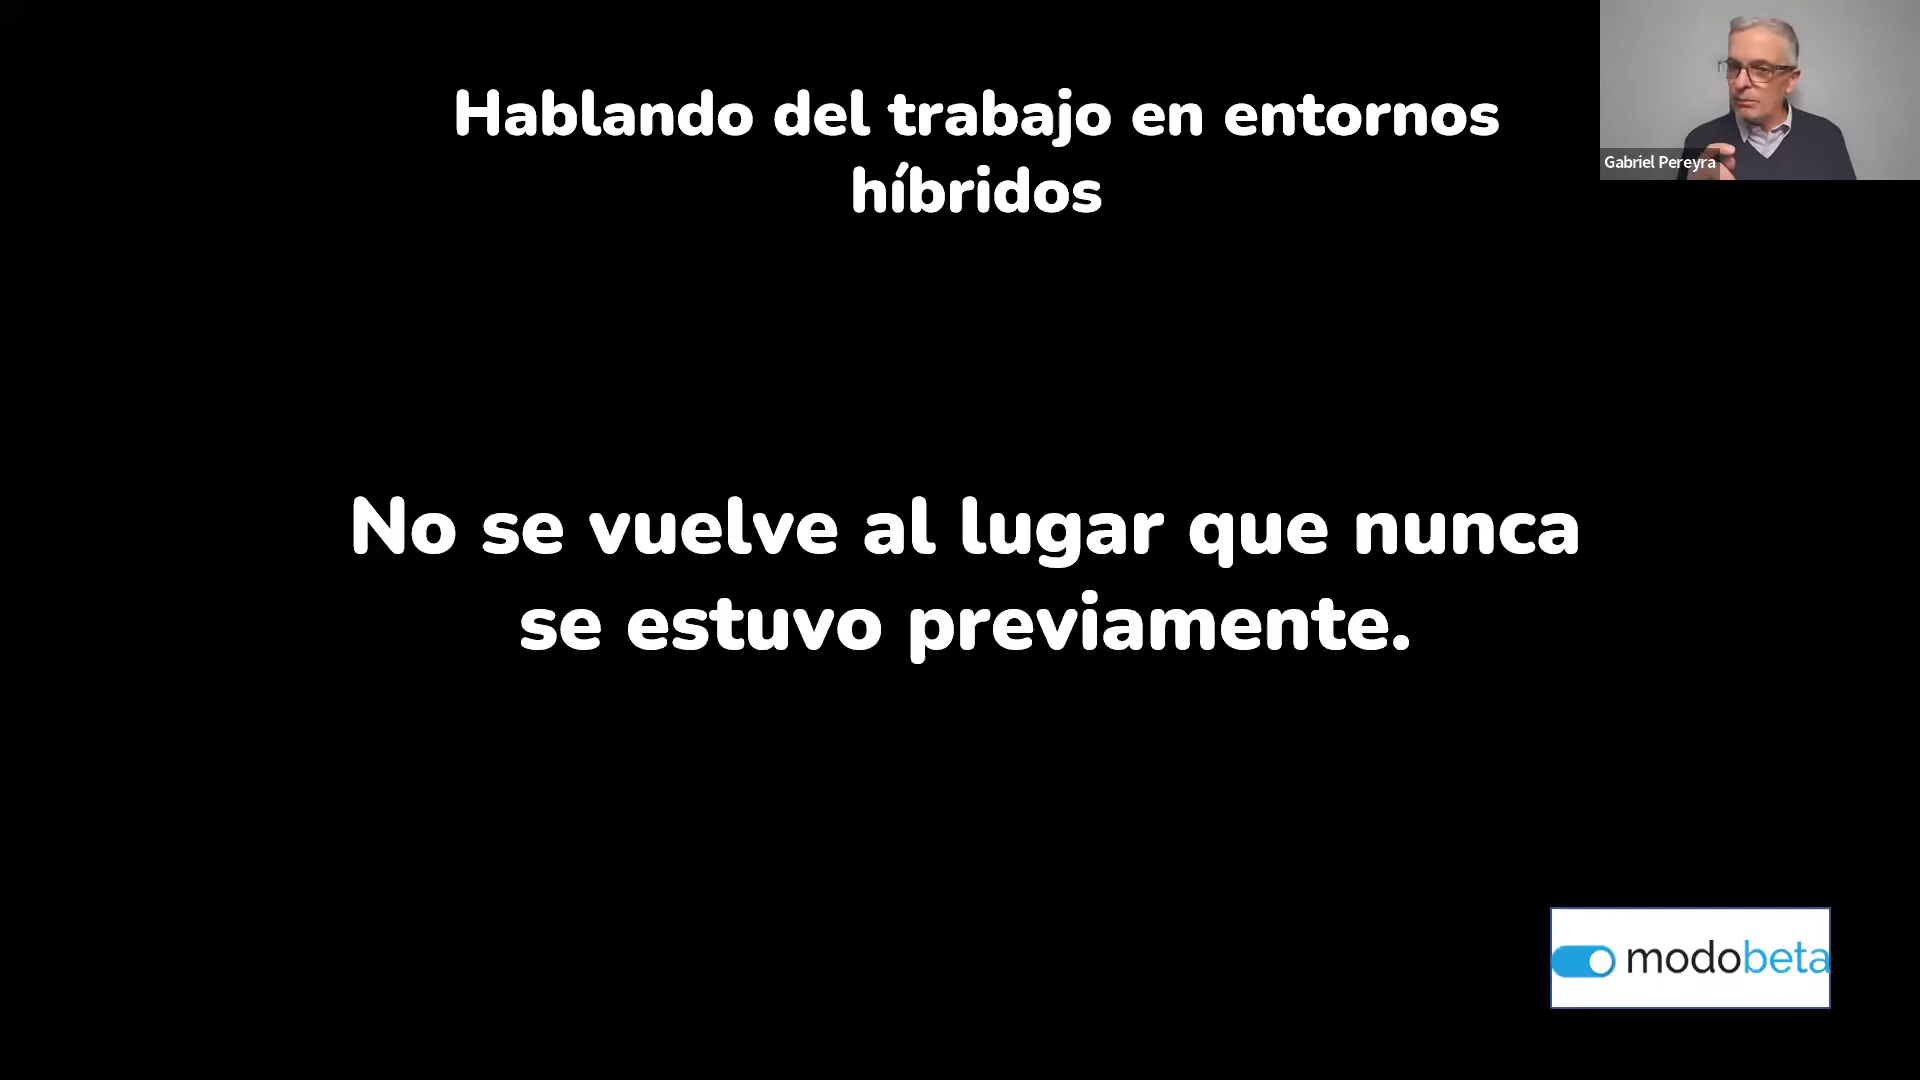 Hablando del trabajo en entornos
híbridos
Gabriel Pereyra
No se vuelve al lugar que nunca
se estuvo previamente.
modobeta